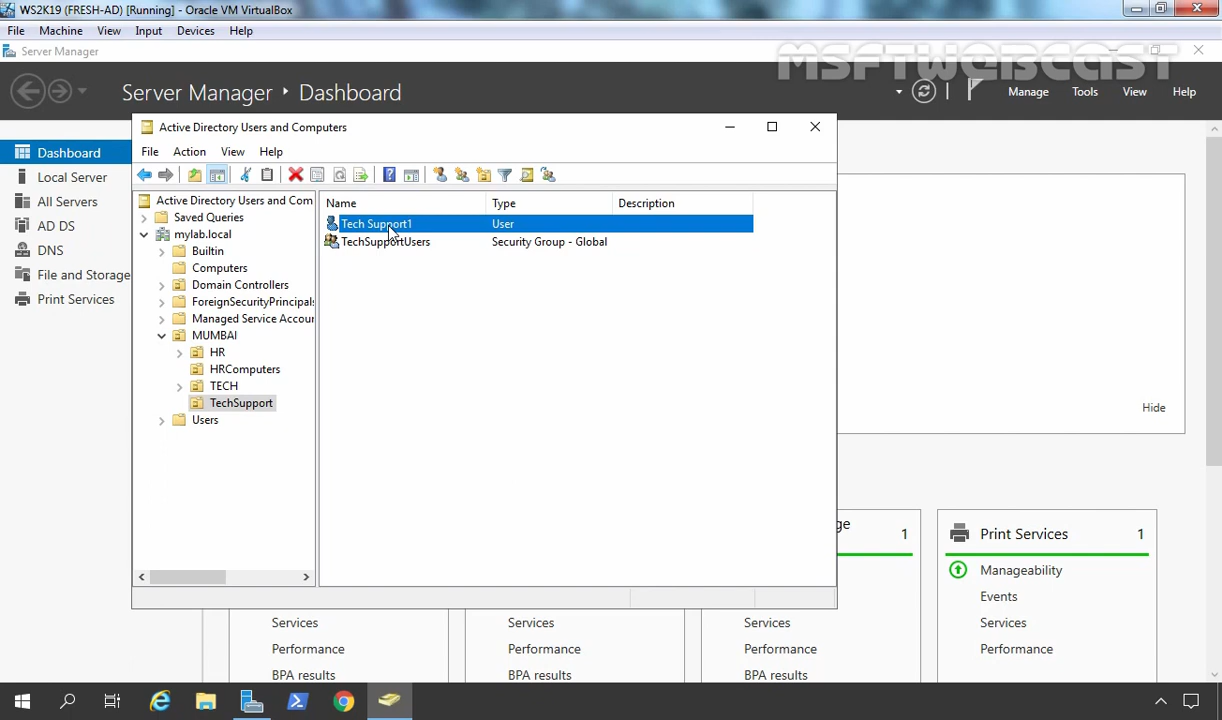 WS2K19 (FRESH-AD) [Running] - Oracle VM VirtualBox
File Machine View Input Devices Help
Server Manager
MSFTWEBCAST
Server Manager ‣ Dashboard
Manage Tools View Help
Dashboard
Local Server
All Servers
AD DS
DNS
File and Storage
Print Services
Active Directory Users and Computers
File Action View Help
Active Directory Users and Com
Saved Queries
mylab.local
Builtin
Computers
Domain Controllers
ForeignSecurityPrincipals
Managed Service Accour
MUMBAI
HR
HRComputers
TECH
TechSupport
Users
Name Type Description
Tech Support1 User
TechSupportUsers Security Group - Global
Hide
ge 1
Services
Performance
BPA results
Services
Performance
BPA results
Services
Performance
BPA results
Print Services 1
Manageability
Events
Services
Performance